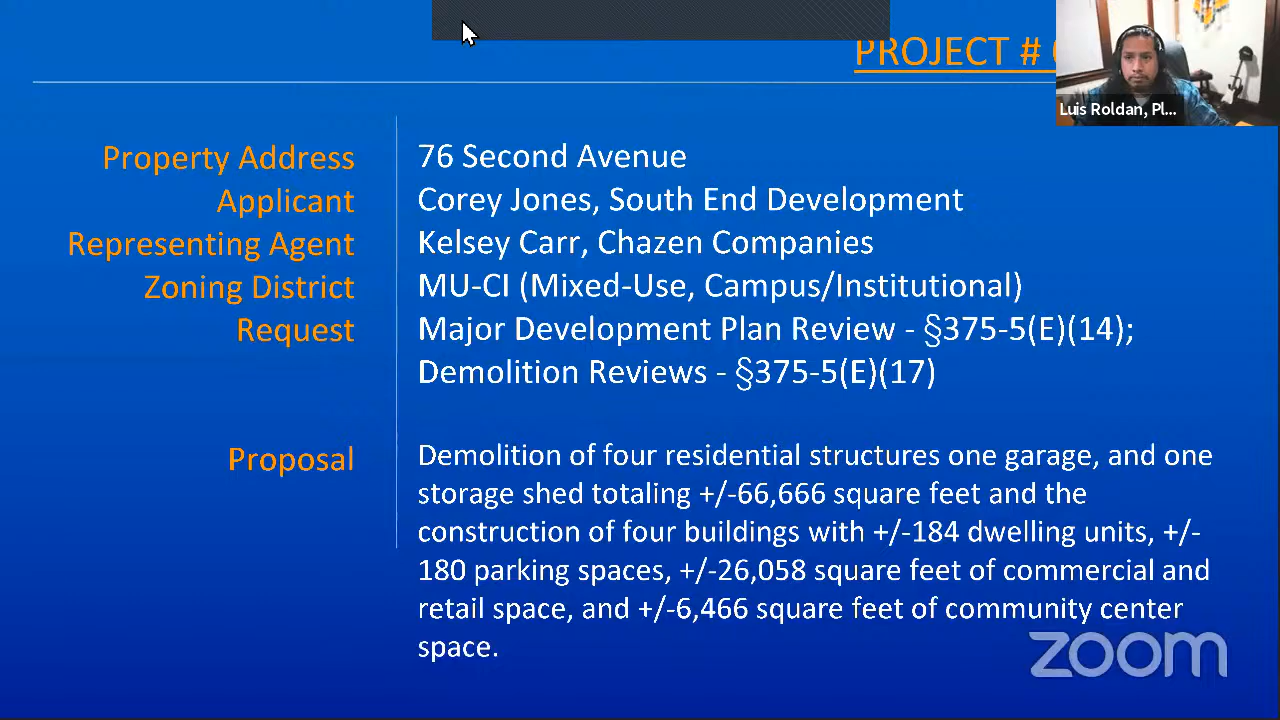 PROJECT #
Luis Roldan, Pl...
Property Address 76 Second Avenue
Applicant Corey Jones, South End Development
Representing Agent Kelsey Carr, Chazen Companies
Zoning District MU-CI (Mixed-Use, Campus/Institutional)
Request Major Development Plan Review - §375-5(E)(14);
Demolition Reviews - §375-5(E)(17)
Proposal Demolition of four residential structures one garage, and one
storage shed totaling +/-66,666 square feet and the
construction of four buildings with +/-184 dwelling units, +/-
180 parking spaces, +/-26,058 square feet of commercial and
retail space, and +/-6,466 square feet of community center
space.
zoom